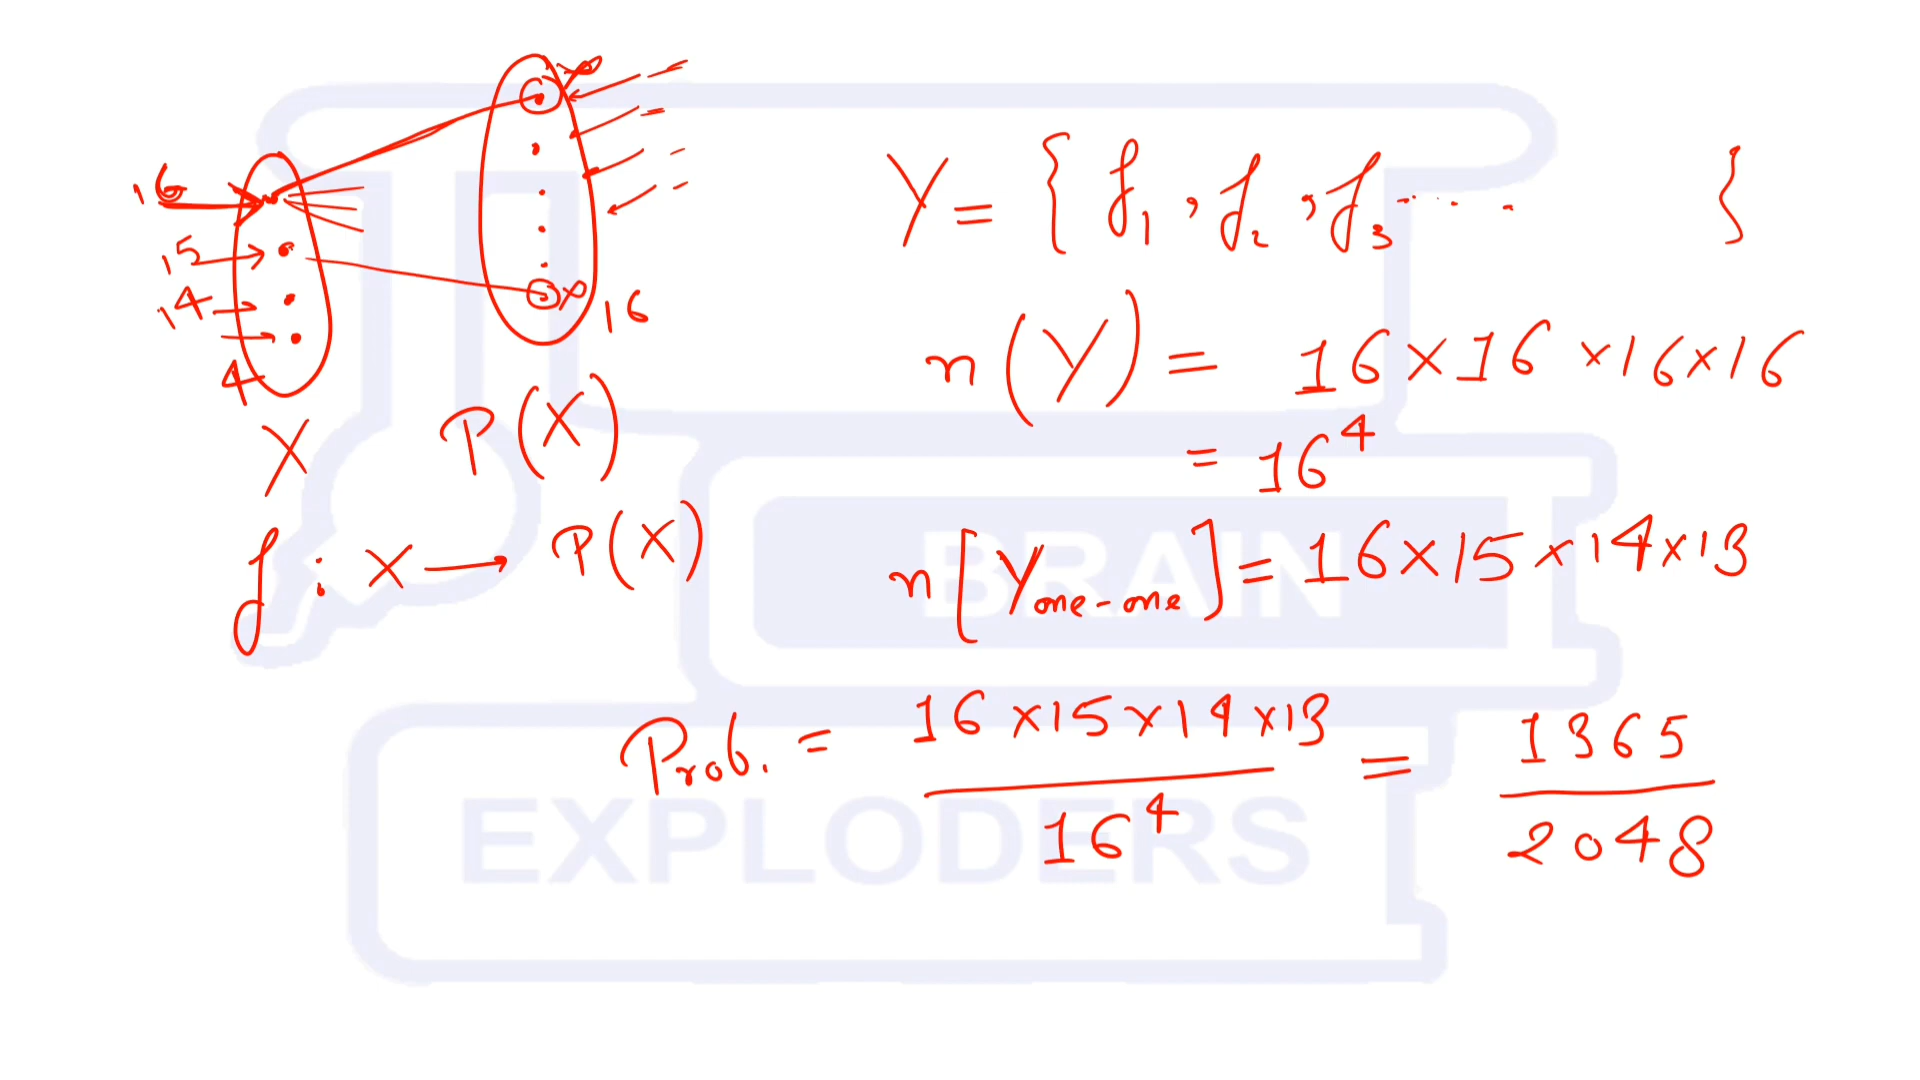 16
15
14
4
16
X
P(X)
f : X → P(X)
Y = { f₁, f₂, f₃ ..... }
n(Y) = 16×16×16×16
= 16⁴
n[Y one-one] = 16×15×14×13
Prob. = 16×15×14×13 / 16⁴ = 1365 / 2048
BRAIN
EXPLODERS